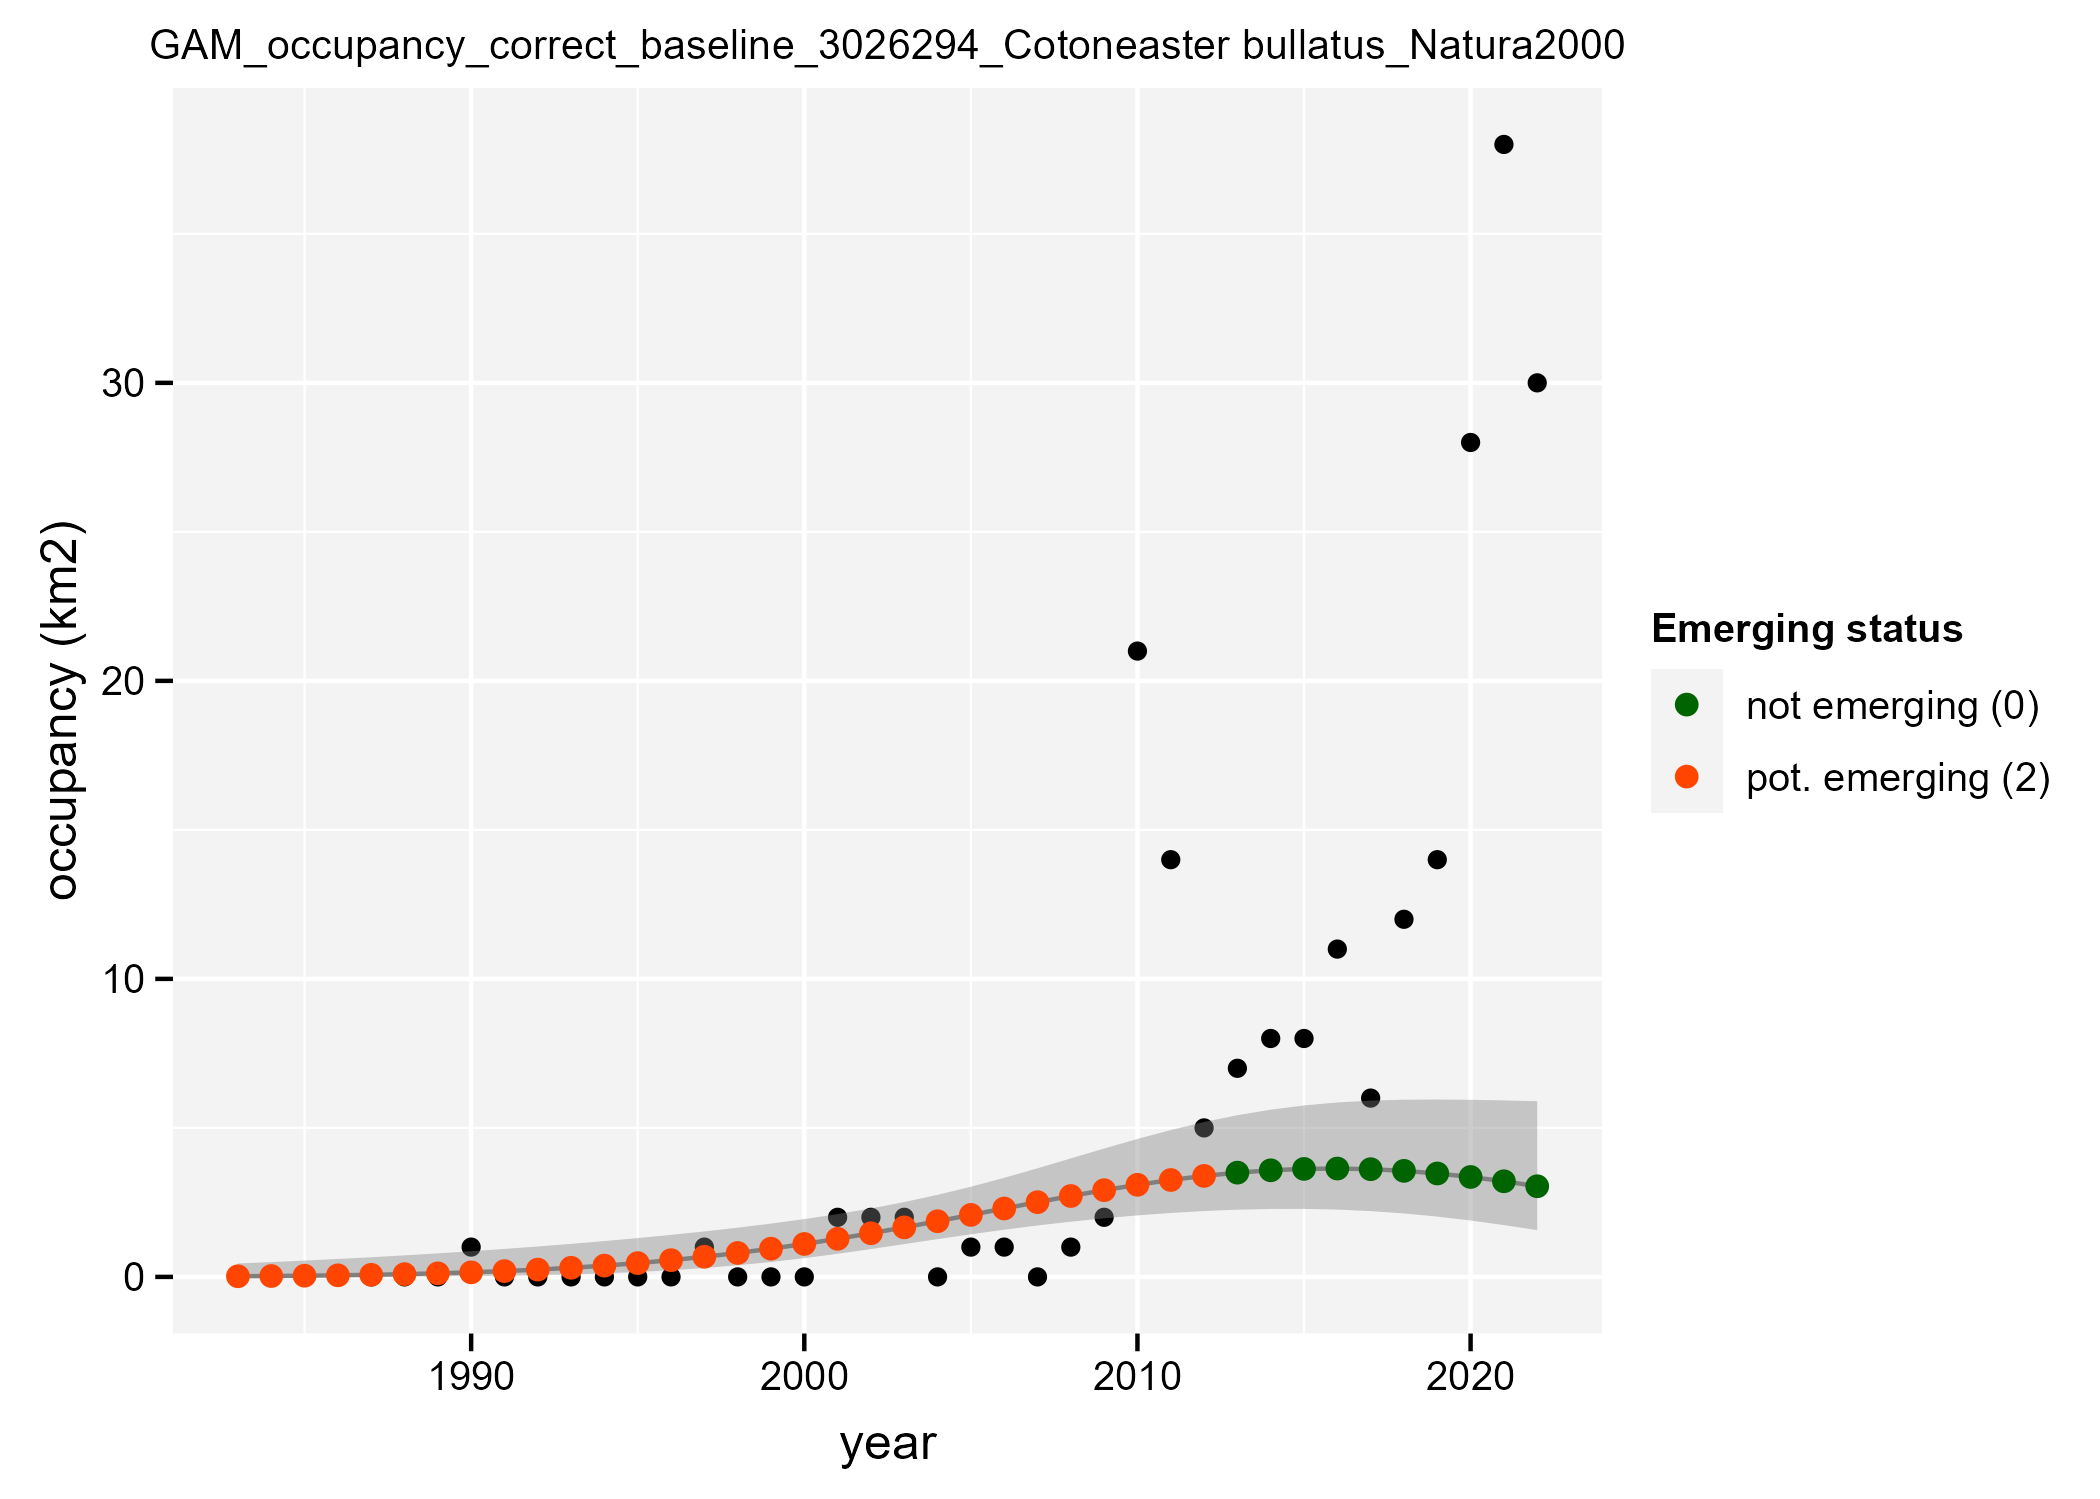 GAM_occupancy_correct_baseline_3026294_Cotoneaster bullatus_Natura2000
occupancy (km2)
30
20
10
0
1990 2000 2010 2020
year
Emerging status
not emerging (0)
pot. emerging (2)